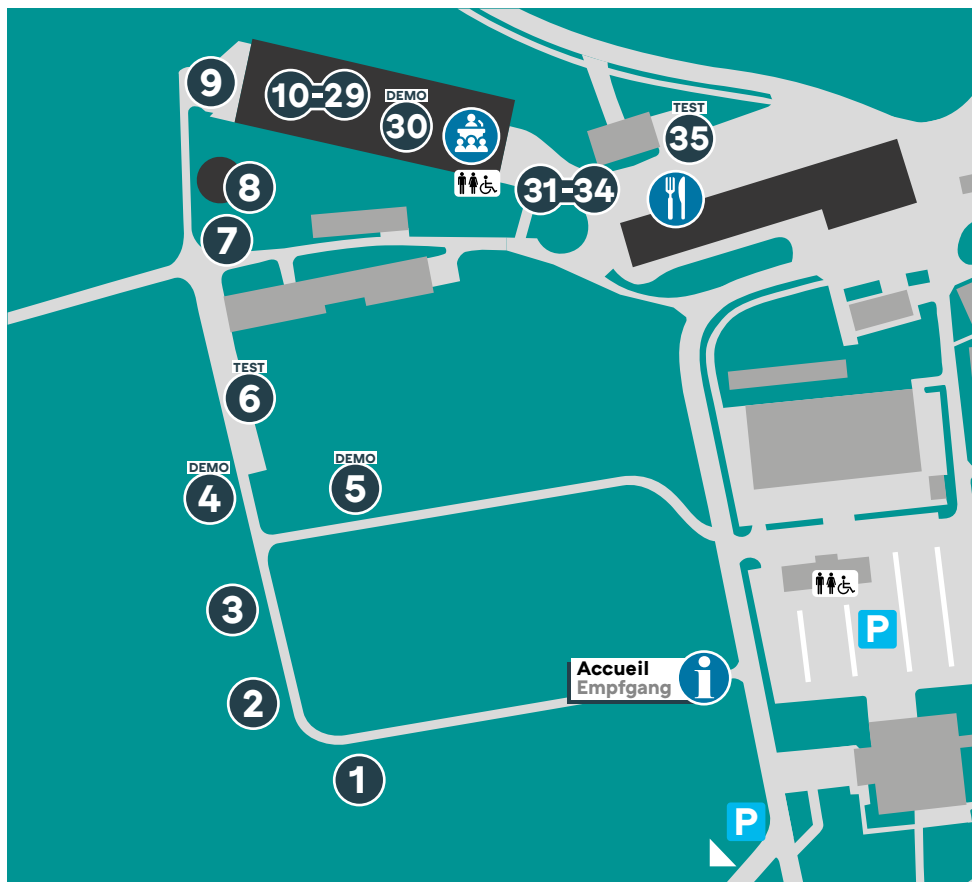 9
10-29
DEMO
30
TEST
35
8
31-34
7
TEST
6
DEMO
4
DEMO
5
3
Accueil
Empfgang
P
2
1
P